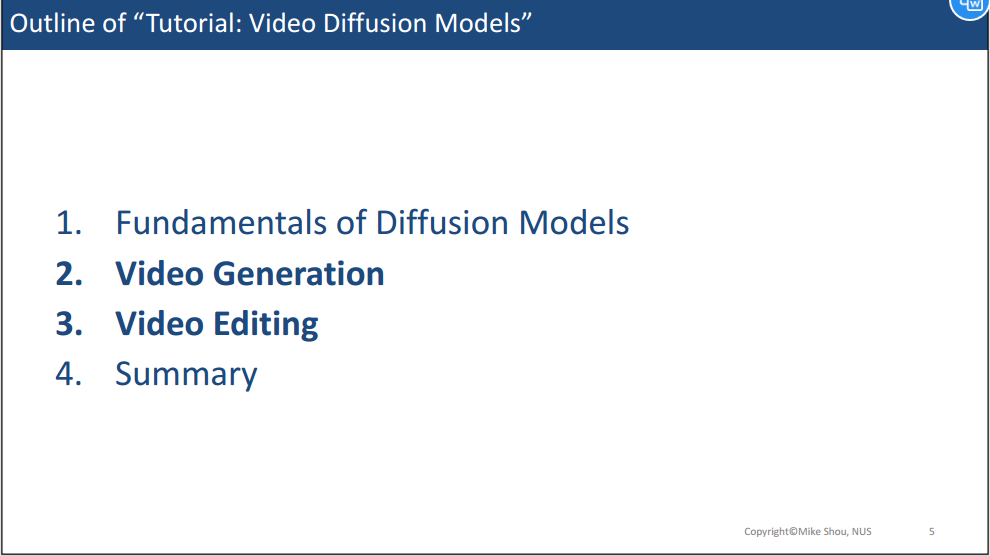 Outline of “Tutorial: Video Diffusion Models”
W
1. Fundamentals of Diffusion Models
2. Video Generation
3. Video Editing
4. Summary
Copyright©Mike Shou, NUS 5